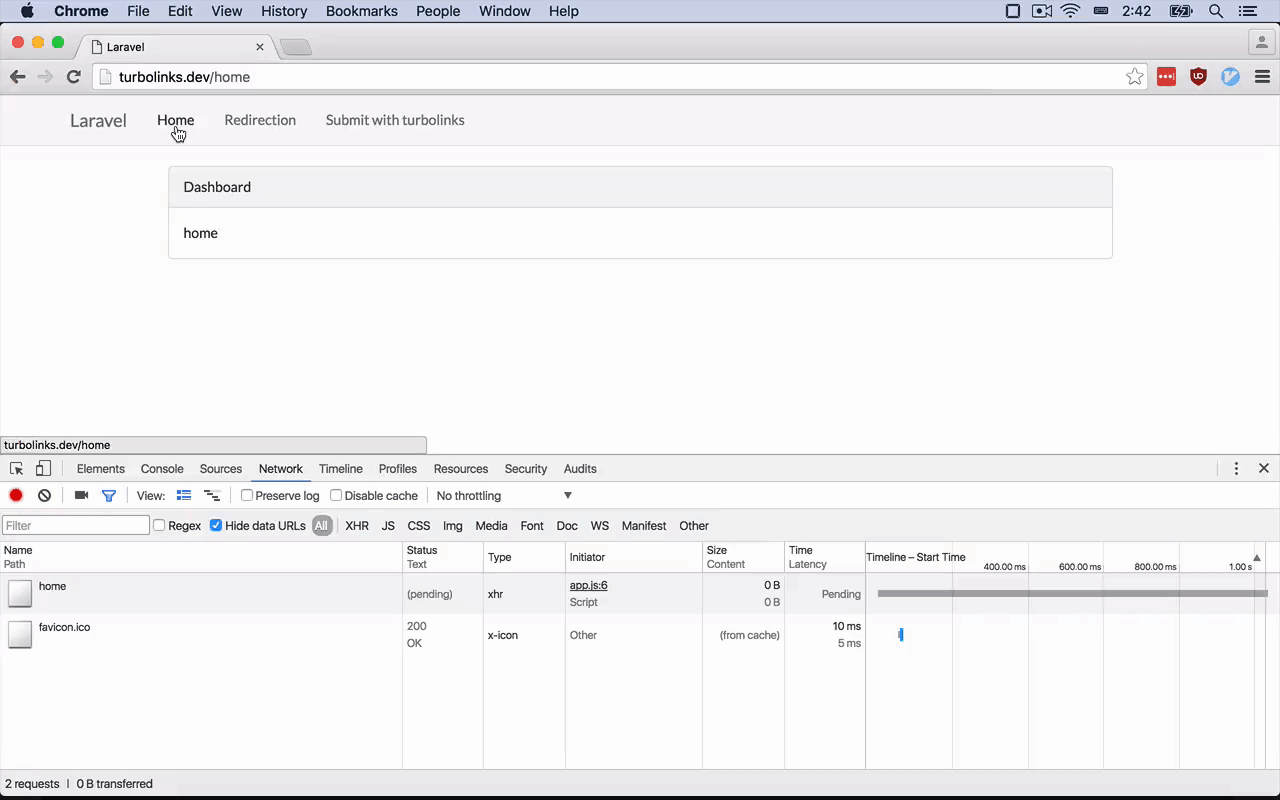 Chrome File Edit View History Bookmarks People Window Help 2:42
Laravel
turbolinks.dev/home
Laravel Home Redirection Submit with turbolinks
Dashboard
home
turbolinks.dev/home
Elements Console Sources Network Timeline Profiles Resources Security Audits
View: Preserve log Disable cache No throttling
Filter Regex Hide data URLs All XHR JS CSS Img Media Font Doc WS Manifest Other
Name Status Type Initiator Size Time Timeline – Start Time
Path Text Content Latency 400.00 ms 600.00 ms 800.00 ms 1.00 s
home (pending) xhr app.js:6 0 B Pending
Script 0 B
favicon.ico 200 x-icon Other (from cache) 10 ms
OK 5 ms
2 requests | 0 B transferred